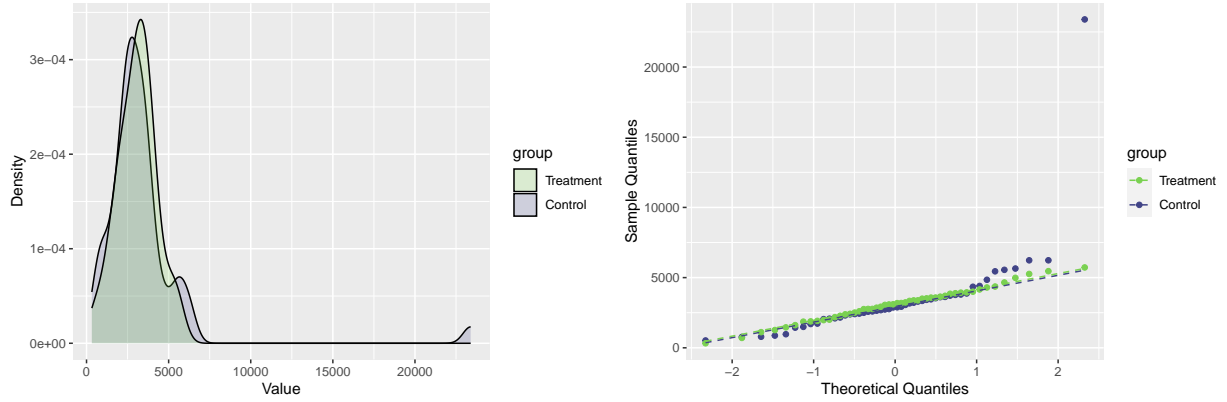 3e−04
2e−04
1e−04
0e+00
Density
0
5000
10000
15000
20000
Value
group
Treatment
Control
20000
15000
10000
5000
0
Sample Quantiles
−2
−1
0
1
2
Theoretical Quantiles
group
Treatment
Control